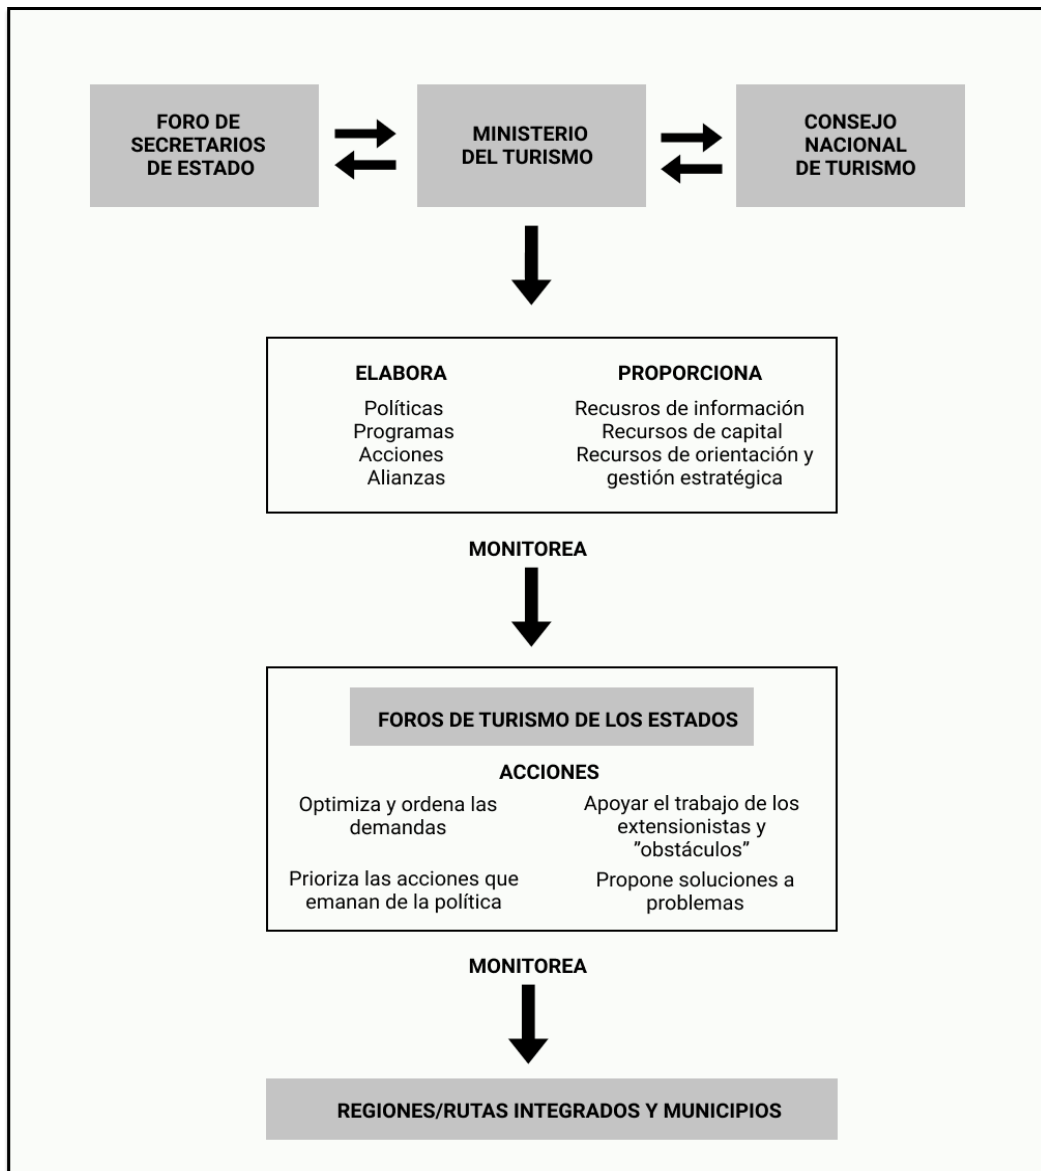 FORO DE
SECRETARIOS
DE ESTADO
MINISTERIO
DEL TURISMO
CONSEJO
NACIONAL
DE TURISMO
ELABORA
Políticas
Programas
Acciones
Alianzas
PROPORCIONA
Recusros de información
Recursos de capital
Recursos de orientación y
gestión estratégica
MONITOREA
FOROS DE TURISMO DE LOS ESTADOS
ACCIONES
Optimiza y ordena las
demandas
Apoyar el trabajo de los
extensionistas y
”obstáculos”
Prioriza las acciones que
emanan de la política
Propone soluciones a
problemas
MONITOREA
REGIONES/RUTAS INTEGRADOS Y MUNICIPIOS